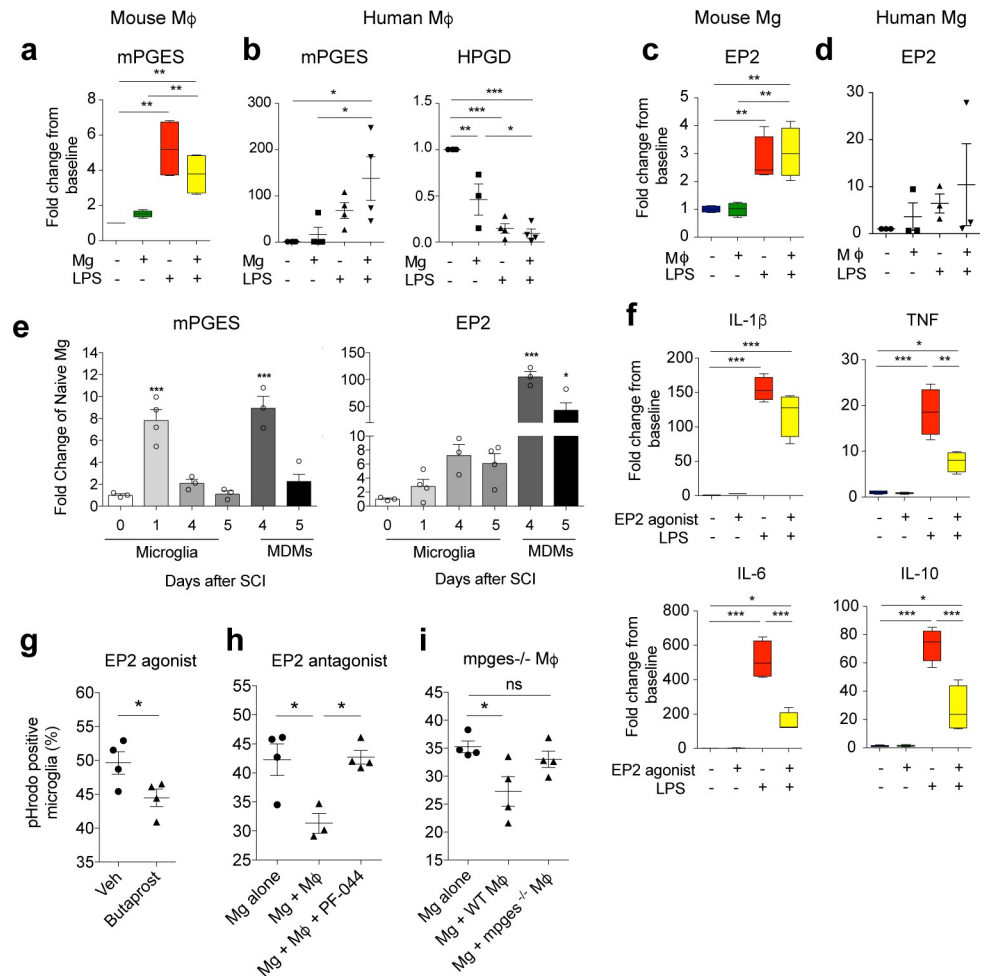 Mouse Mϕ
Human Mϕ
Mouse Mg
Human Mg
a
mPGES
Fold change from
baseline
8
6
4
2
0
** **
**
Mg - + - +
LPS - - + +
b
mPGES
300
200
100
0
*
*
Mg - + - +
LPS - - + +
HPGD
1.0
0.5
0.0
***
***
** *
- + - +
- - + +
c
EP2
Fold change from
baseline
5
4
3
2
1
0
**
**
**
Mϕ - + - +
LPS - - + +
d
EP2
30
20
10
0
Mϕ - + - +
LPS - - + +
e
mPGES
Fold Change of Naive Mg
14
12
10
8
6
4
2
0
*** ***
0 1 4 5 4 5
Microglia MDMs
Days after SCI
EP2
150
100
50
10
8
6
4
2
0
*** *
0 1 4 5 4 5
Microglia MDMs
Days after SCI
f
IL-1β
Fold change from
baseline
200
150
100
50
0
***
***
EP2 agonist - + - +
LPS - - + +
TNF
30
20
10
0
*
*** **
- + - +
- - + +
IL-6
Fold change from
baseline
800
600
400
200
0
*
*** ***
EP2 agonist - + - +
LPS - - + +
IL-10
100
80
60
40
20
0
*
*** ***
- + - +
- - + +
g
EP2 agonist
pHrodo positive
microglia (%)
60
55
50
45
40
*
Veh
Butaprost
h
EP2 antagonist
50
45
40
35
30
25
* *
Mg alone
Mg + Mϕ
Mg + Mϕ + PF-044
i
mpges-/- Mϕ
45
40
35
30
25
20
15
ns
*
Mg alone
Mg + WT Mϕ
Mg + mpges -/- Mϕ